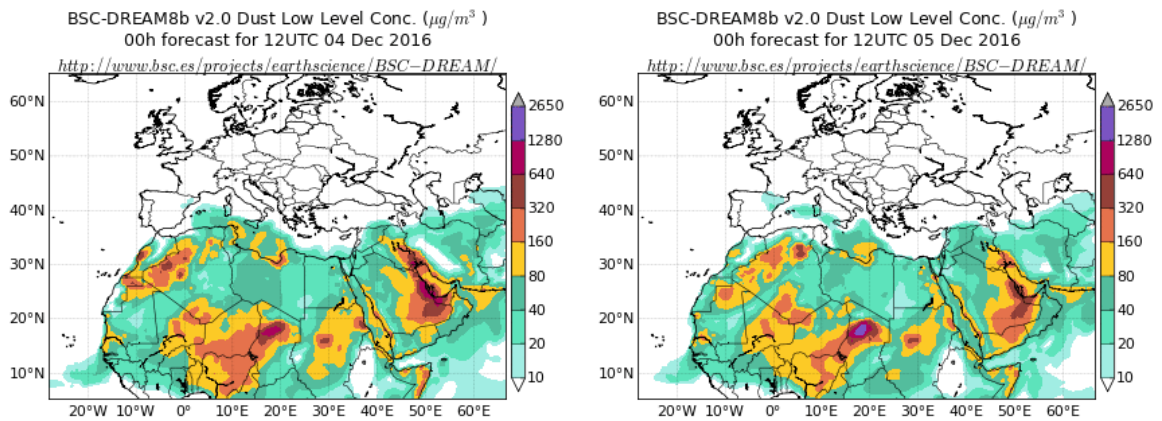 BSC-DREAM8b v2.0 Dust Low Level Conc. (μg/m³ )
00h forecast for 12UTC 04 Dec 2016
http://www.bsc.es/projects/earthscience/BSC-DREAM/
60°N
50°N
40°N
30°N
20°N
10°N
20°W
10°W
0°
10°E
20°E
30°E
40°E
50°E
60°E
2650
1280
640
320
160
80
40
20
10
BSC-DREAM8b v2.0 Dust Low Level Conc. (μg/m³ )
00h forecast for 12UTC 05 Dec 2016
http://www.bsc.es/projects/earthscience/BSC-DREAM/
60°N
50°N
40°N
30°N
20°N
10°N
20°W
10°W
0°
10°E
20°E
30°E
40°E
50°E
60°E
2650
1280
640
320
160
80
40
20
10